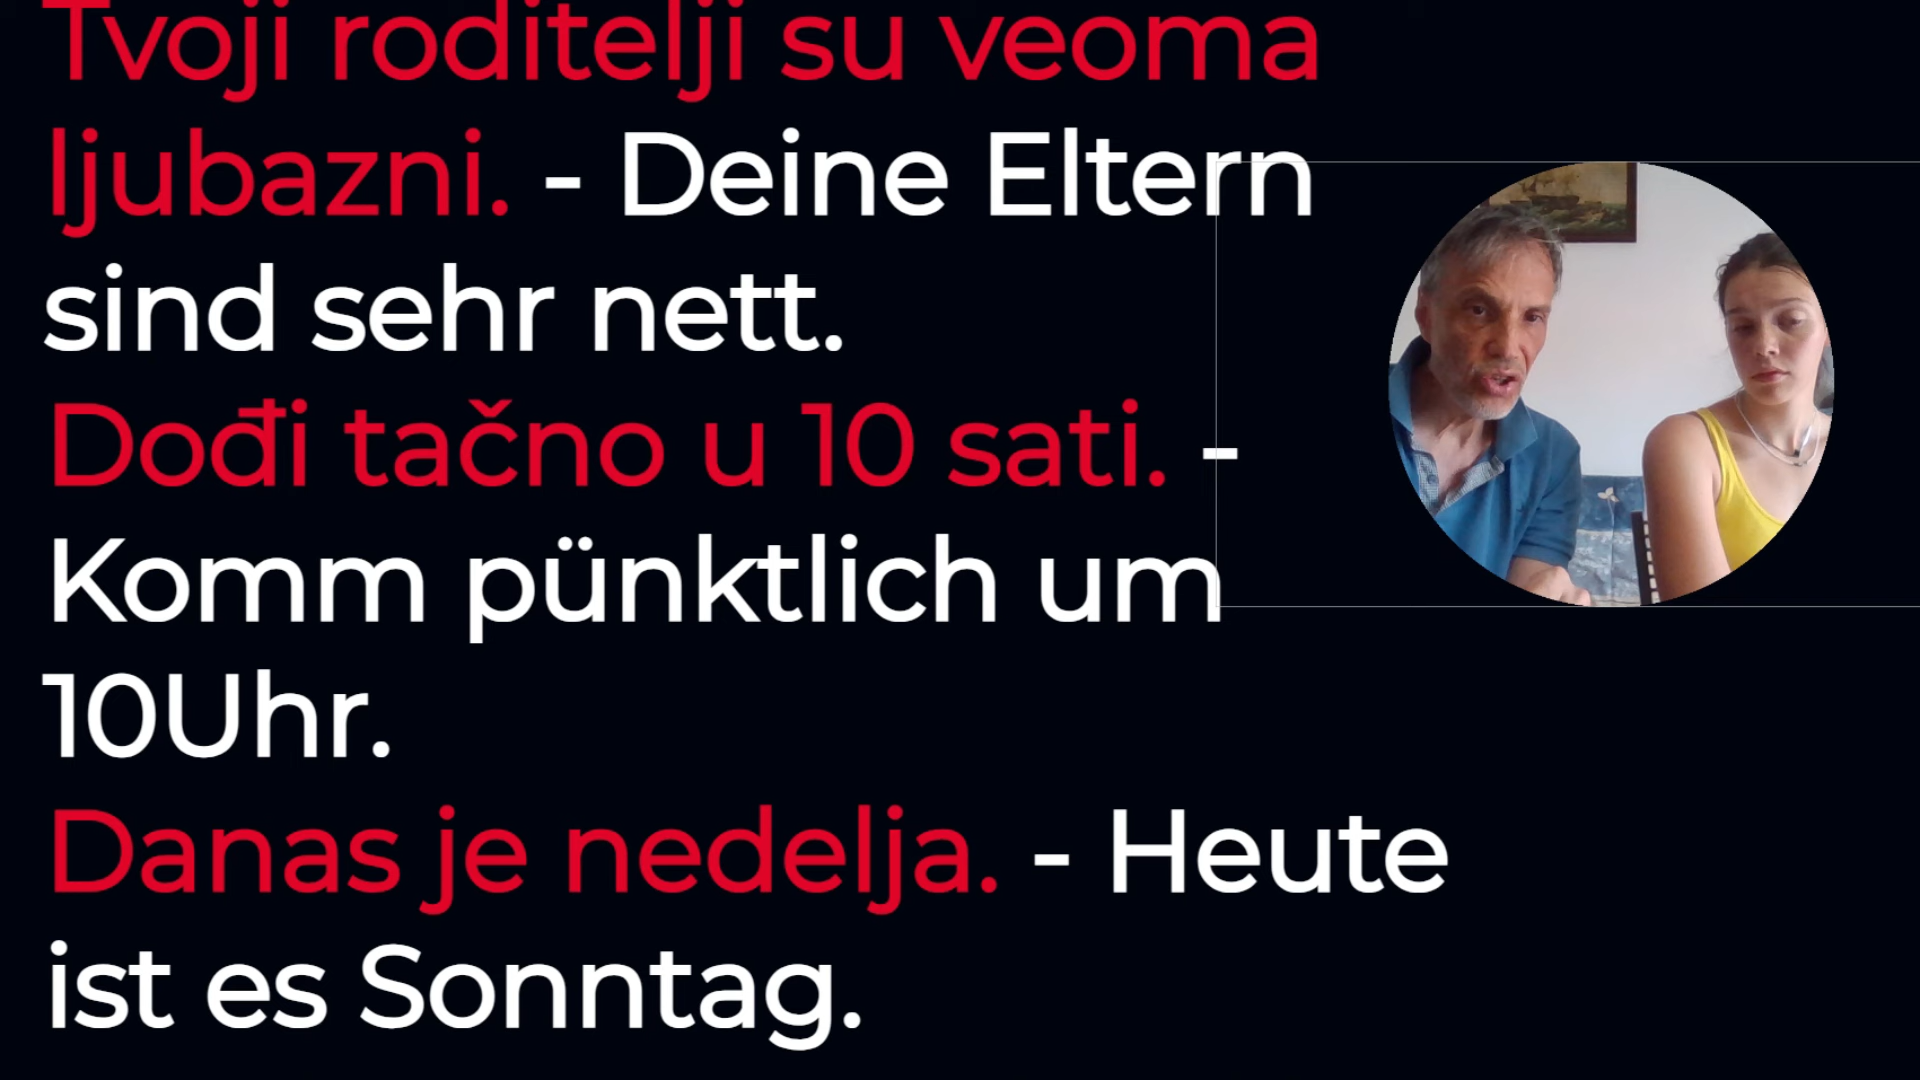 Tvoji roditelji su veoma
ljubazni. - Deine Eltern
sind sehr nett.
Dođi tačno u 10 sati. -
Komm pünktlich um
10Uhr.
Danas je nedelja. - Heute
ist es Sonntag.